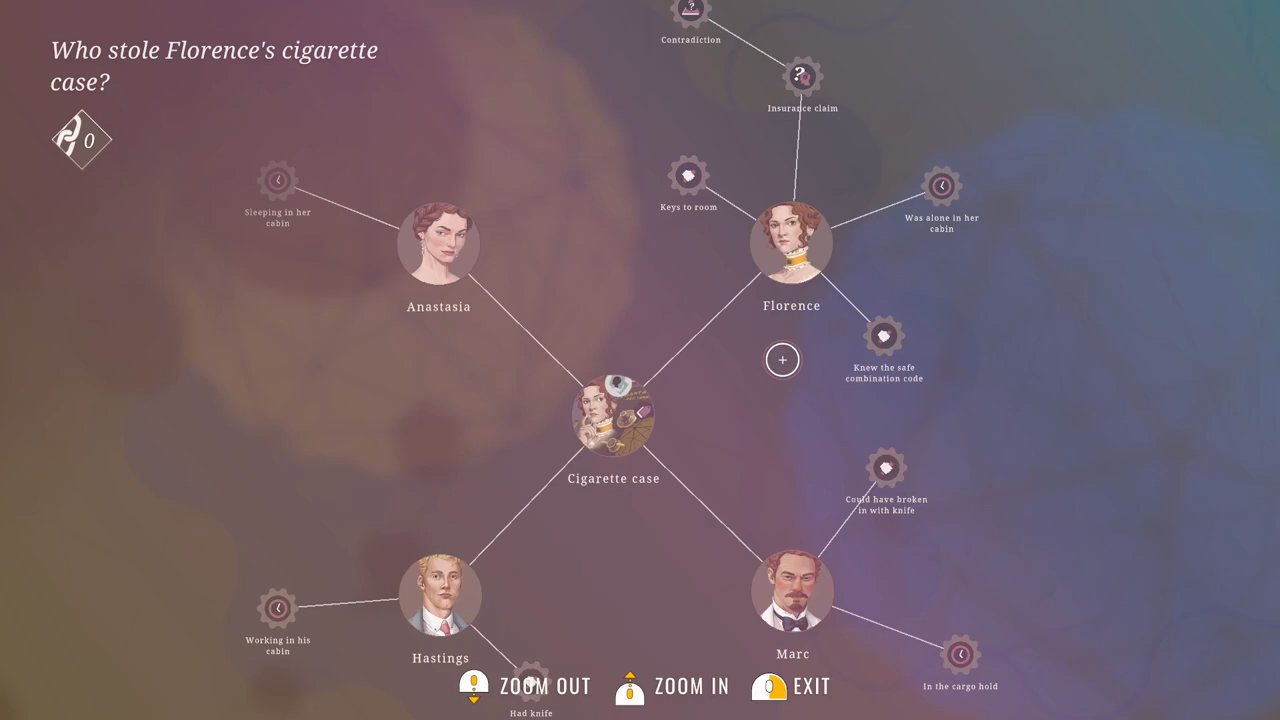 Who stole Florence's cigarette
case?
0
?
Contradiction
?
Insurance claim
Keys to room
Was alone in her
cabin
Sleeping in her
cabin
Anastasia
Florence
Knew the safe
combination code
Cigarette case
Could have broken
in with knife
Working in his
cabin
Hastings
Marc
In the cargo hold
Had knife
ZOOM OUT
ZOOM IN
EXIT